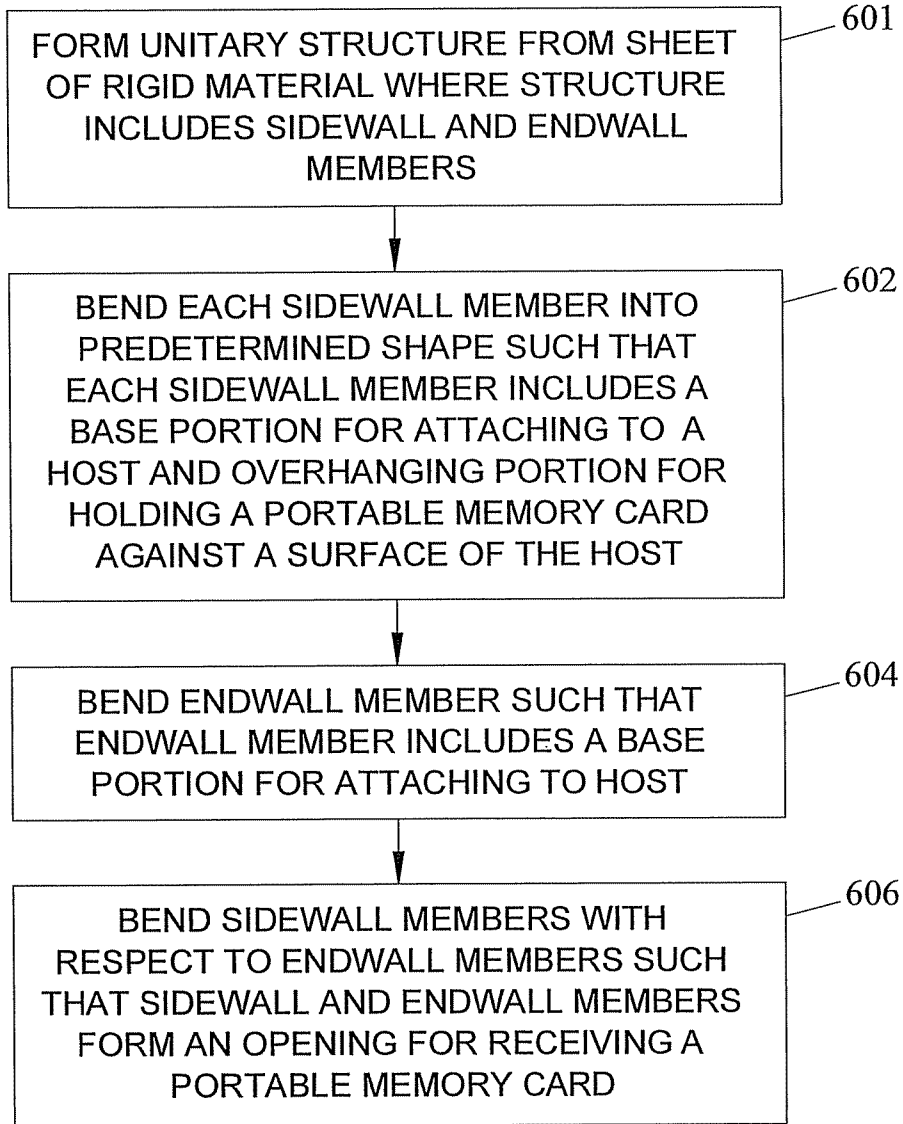 FORM UNITARY STRUCTURE FROM SHEET
OF RIGID MATERIAL WHERE STRUCTURE
INCLUDES SIDEWALL AND ENDWALL
MEMBERS
601
BEND EACH SIDEWALL MEMBER INTO
PREDETERMINED SHAPE SUCH THAT
EACH SIDEWALL MEMBER INCLUDES A
BASE PORTION FOR ATTACHING TO A
HOST AND OVERHANGING PORTION FOR
HOLDING A PORTABLE MEMORY CARD
AGAINST A SURFACE OF THE HOST
602
BEND ENDWALL MEMBER SUCH THAT
ENDWALL MEMBER INCLUDES A BASE
PORTION FOR ATTACHING TO HOST
604
BEND SIDEWALL MEMBERS WITH
RESPECT TO ENDWALL MEMBERS SUCH
THAT SIDEWALL AND ENDWALL MEMBERS
FORM AN OPENING FOR RECEIVING A
PORTABLE MEMORY CARD
606